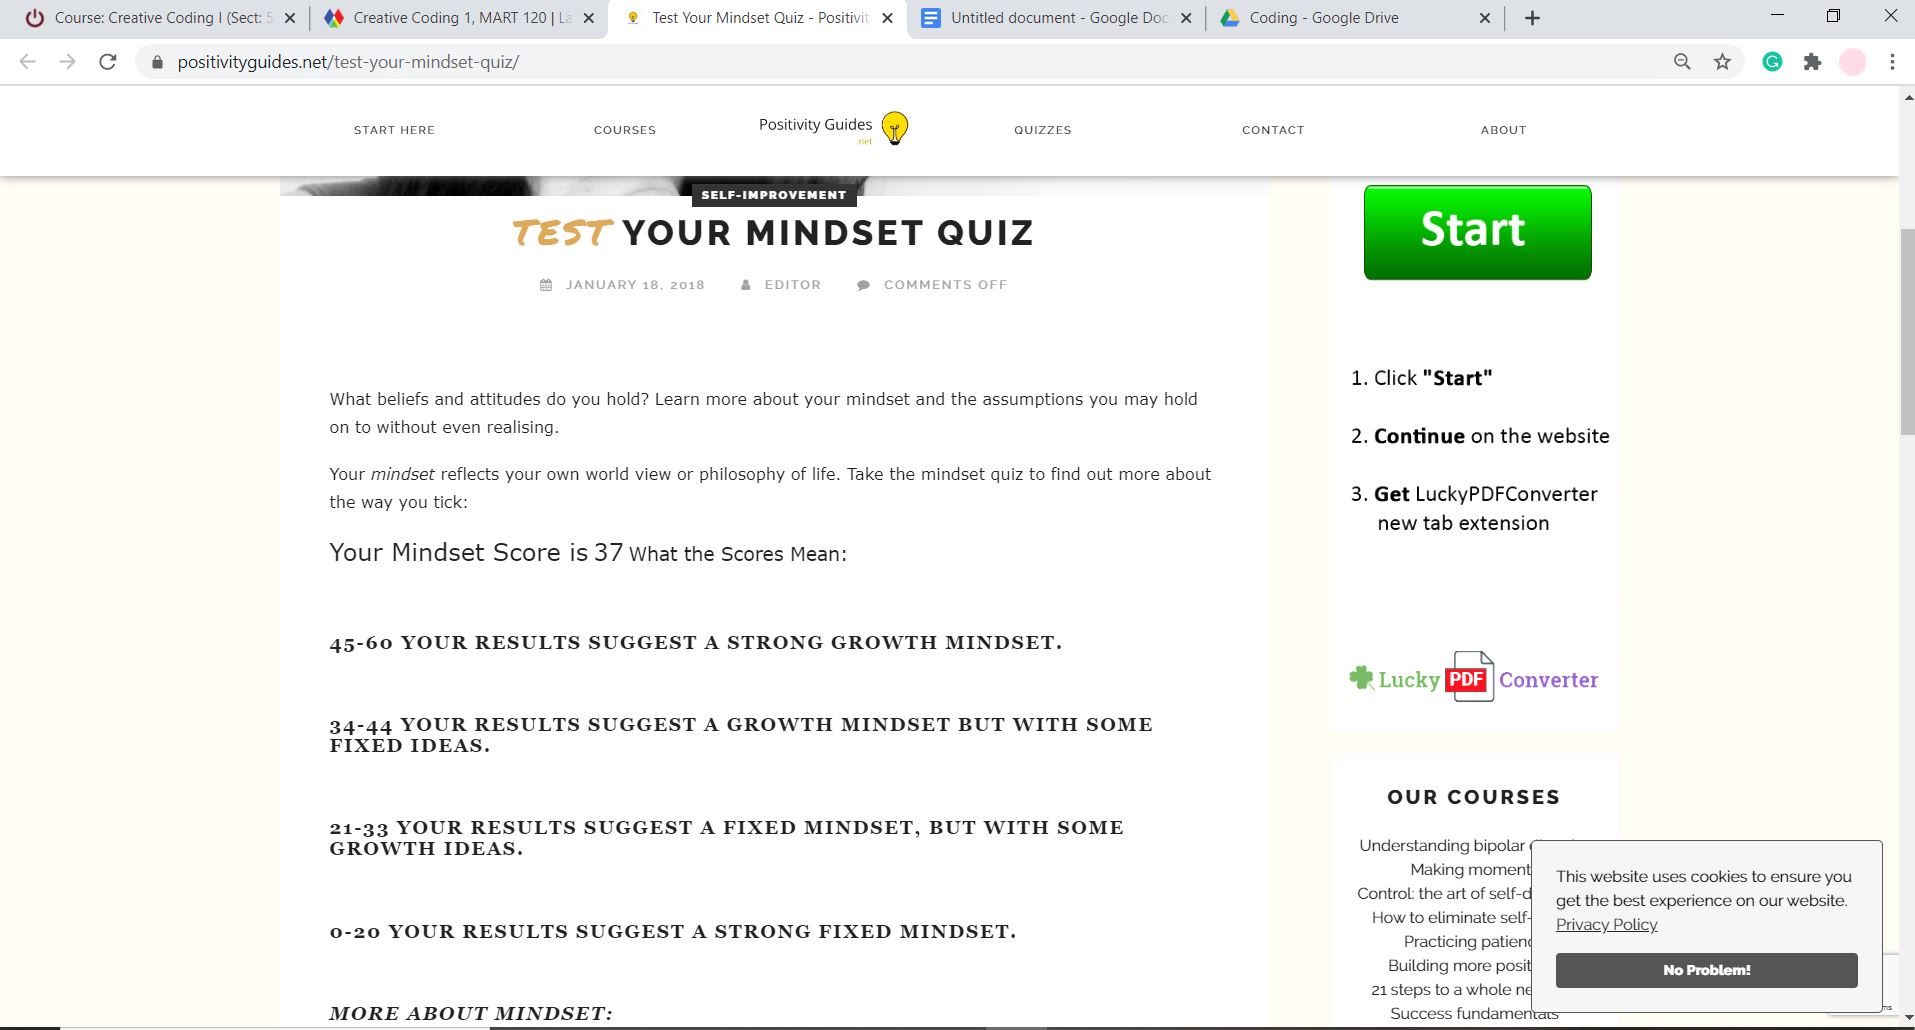 Course: Creative Coding I (Sect: 5
Creative Coding 1, MART 120 | La
Test Your Mindset Quiz - Positivit
Untitled document - Google Doc
Coding - Google Drive
positivityguides.net/test-your-mindset-quiz/
START HERE
COURSES
Positivity Guides
.net
QUIZZES
CONTACT
ABOUT
SELF-IMPROVEMENT
TEST YOUR MINDSET QUIZ
JANUARY 18, 2018 EDITOR COMMENTS OFF
What beliefs and attitudes do you hold? Learn more about your mindset and the assumptions you may hold
on to without even realising.
Your mindset reflects your own world view or philosophy of life. Take the mindset quiz to find out more about
the way you tick:
Your Mindset Score is 37 What the Scores Mean:
45-60 YOUR RESULTS SUGGEST A STRONG GROWTH MINDSET.
34-44 YOUR RESULTS SUGGEST A GROWTH MINDSET BUT WITH SOME
FIXED IDEAS.
21-33 YOUR RESULTS SUGGEST A FIXED MINDSET, BUT WITH SOME
GROWTH IDEAS.
0-20 YOUR RESULTS SUGGEST A STRONG FIXED MINDSET.
MORE ABOUT MINDSET:
Start
1. Click "Start"
2. Continue on the website
3. Get LuckyPDFConverter
new tab extension
Lucky PDF Converter
OUR COURSES
Understanding bipolar
Making moment
Control: the art of self-d
How to eliminate self-
Practicing patienc
Building more posit
21 steps to a whole ne
Success fundamentals
This website uses cookies to ensure you
get the best experience on our website.
Privacy Policy
No Problem!